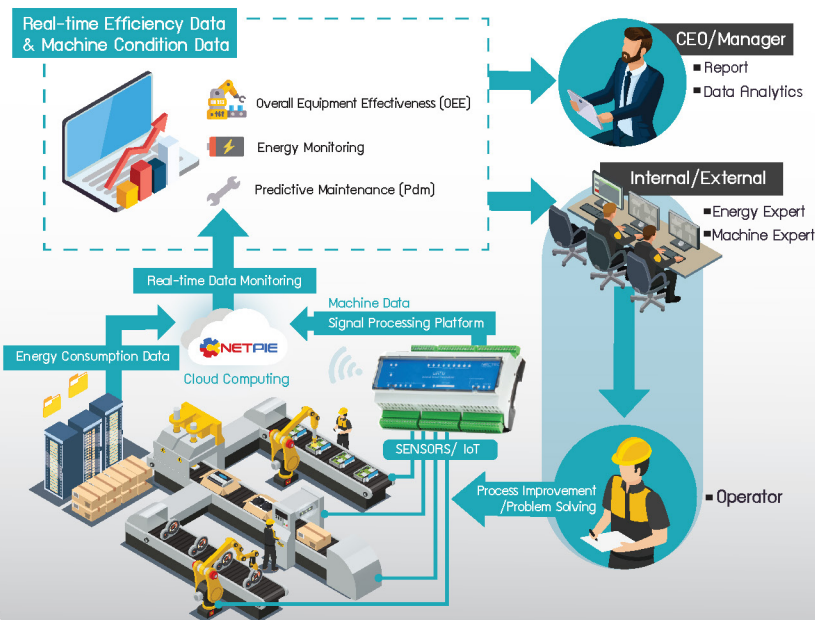 Real-time Efficiency Data
& Machine Condition Data
Overall Equipment Effectiveness (OEE)
Energy Monitoring
Predictive Maintenance (Pdm)
CEO/Manager
▪ Report
▪ Data Analytics
Internal/External
▪ Energy Expert
▪ Machine Expert
Real-time Data Monitoring
Machine Data
Signal Processing Platform
Energy Consumption Data
NETPIE
Cloud Computing
SENSORS/ IoT
Process Improvement
/Problem Solving
▪ Operator